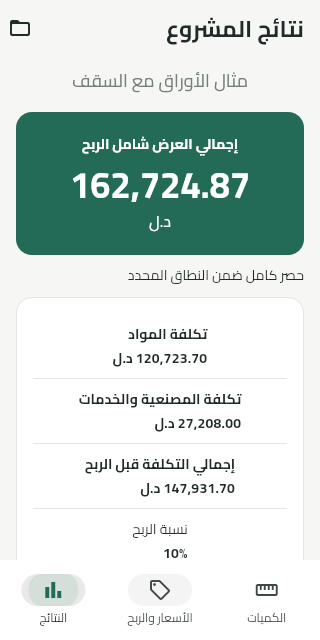 نتائج المشروع
مثال الأوراق مع السقف
إجمالي العرض شامل الربح
162,724.87
د.ل
حصر كامل ضمن النطاق المحدد
تكلفة المواد
120,723.70 د.ل
تكلفة المصنعية والخدمات
27,208.00 د.ل
إجمالي التكلفة قبل الربح
147,931.70 د.ل
نسبة الربح
10%
الكميات
الأسعار والربح
النتائج